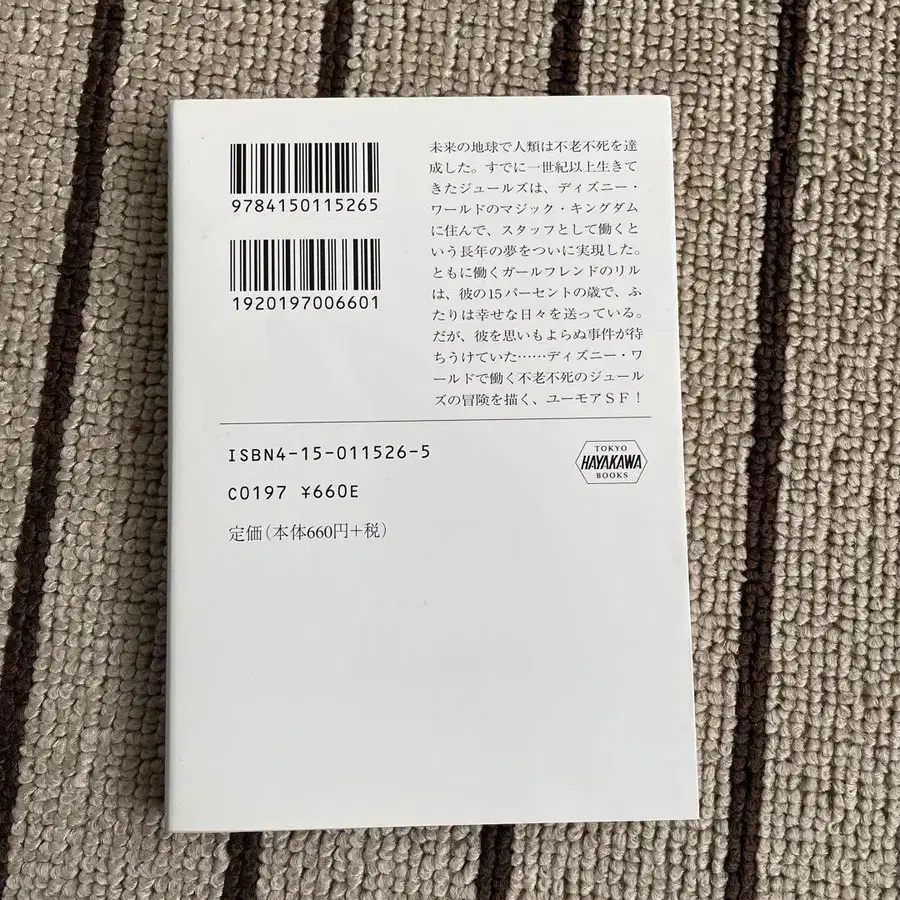 9784150115265
1920197006601
未来の地球で人類は不老不死を達
成した。すでに一世紀以上生きて
きたジュールズは、ディズニー・
ワールドのマジック・キングダム
に住んで、スタッフとして働くと
いう長年の夢をついに実現した。
ともに働くガールフレンドのリル
は、彼の15パーセントの歳で、ふ
たりは幸せな日々を送っている。
だが、彼を思いもよらぬ事件が待
ちうけていた……ディズニー・ワ
ールドで働く不老不死のジュール
ズの冒険を描く、ユーモアＳＦ！
ISBN4-15-011526-5
C0197 ¥660E
定価(本体660円+税)
TOKYO
HAYAKAWA
BOOKS